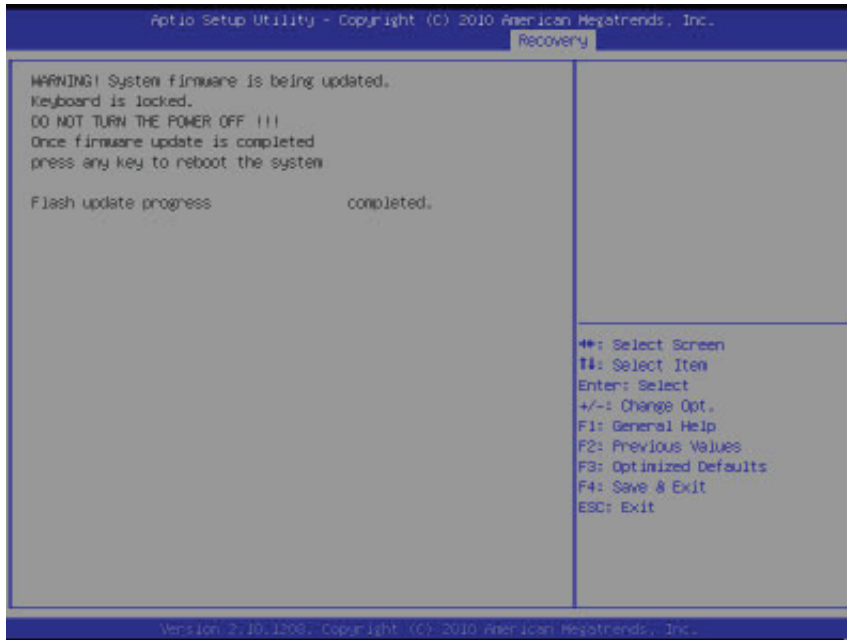 Aptio Setup Utility - Copyright (C) 2010 American Megatrends, Inc.
Recovery
WARNING! System firmware is being updated.
Keyboard is locked.
DO NOT TURN THE POWER OFF !!!
Once firmware update is completed
press any key to reboot the system
Flash update progress completed.
→←: Select Screen
↑↓: Select Item
Enter: Select
+/-: Change Opt.
F1: General Help
F2: Previous Values
F3: Optimized Defaults
F4: Save & Exit
ESC: Exit
Version 2.10.1208. Copyright (C) 2010 American Megatrends, Inc.